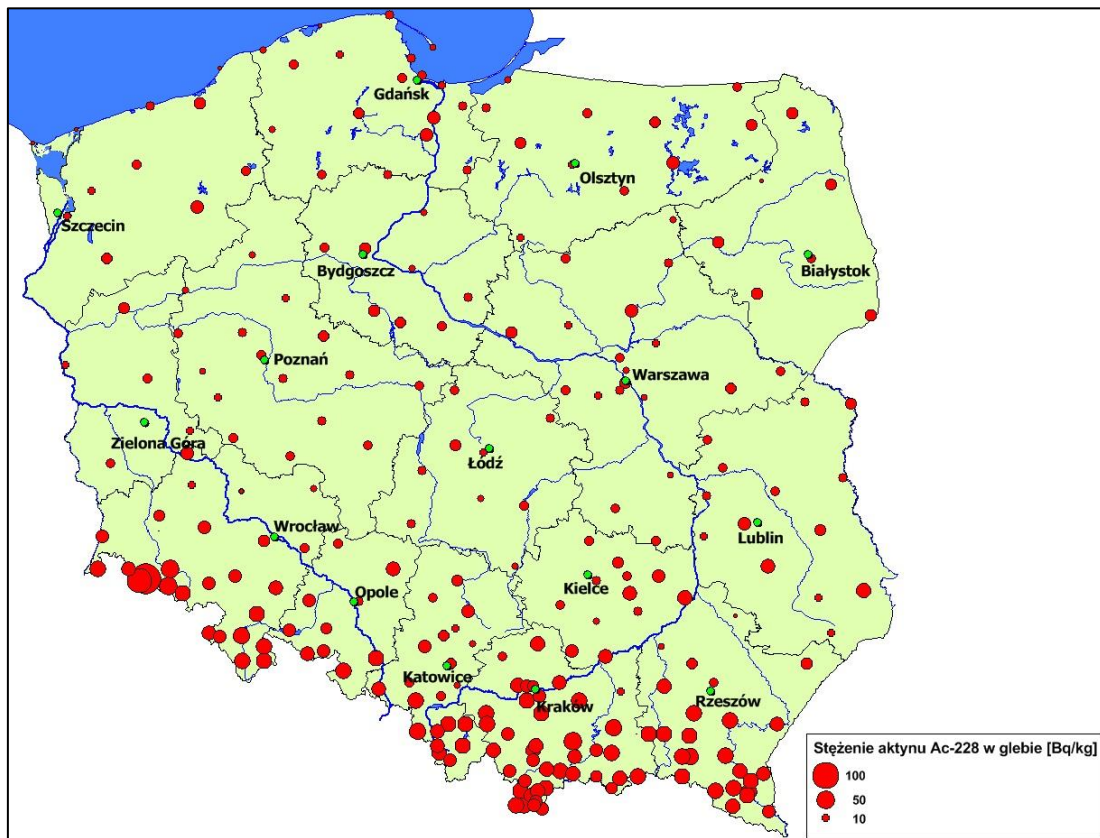 Gdańsk
Olsztyn
Szczecin
Bydgoszcz
Białystok
Poznań
Warszawa
Zielona Góra
Łódź
Wrocław
Lublin
Opole
Kielce
Katowice
Kraków
Rzeszów
Stężenie aktynu Ac-228 w glebie [Bq/kg]
100
50
10